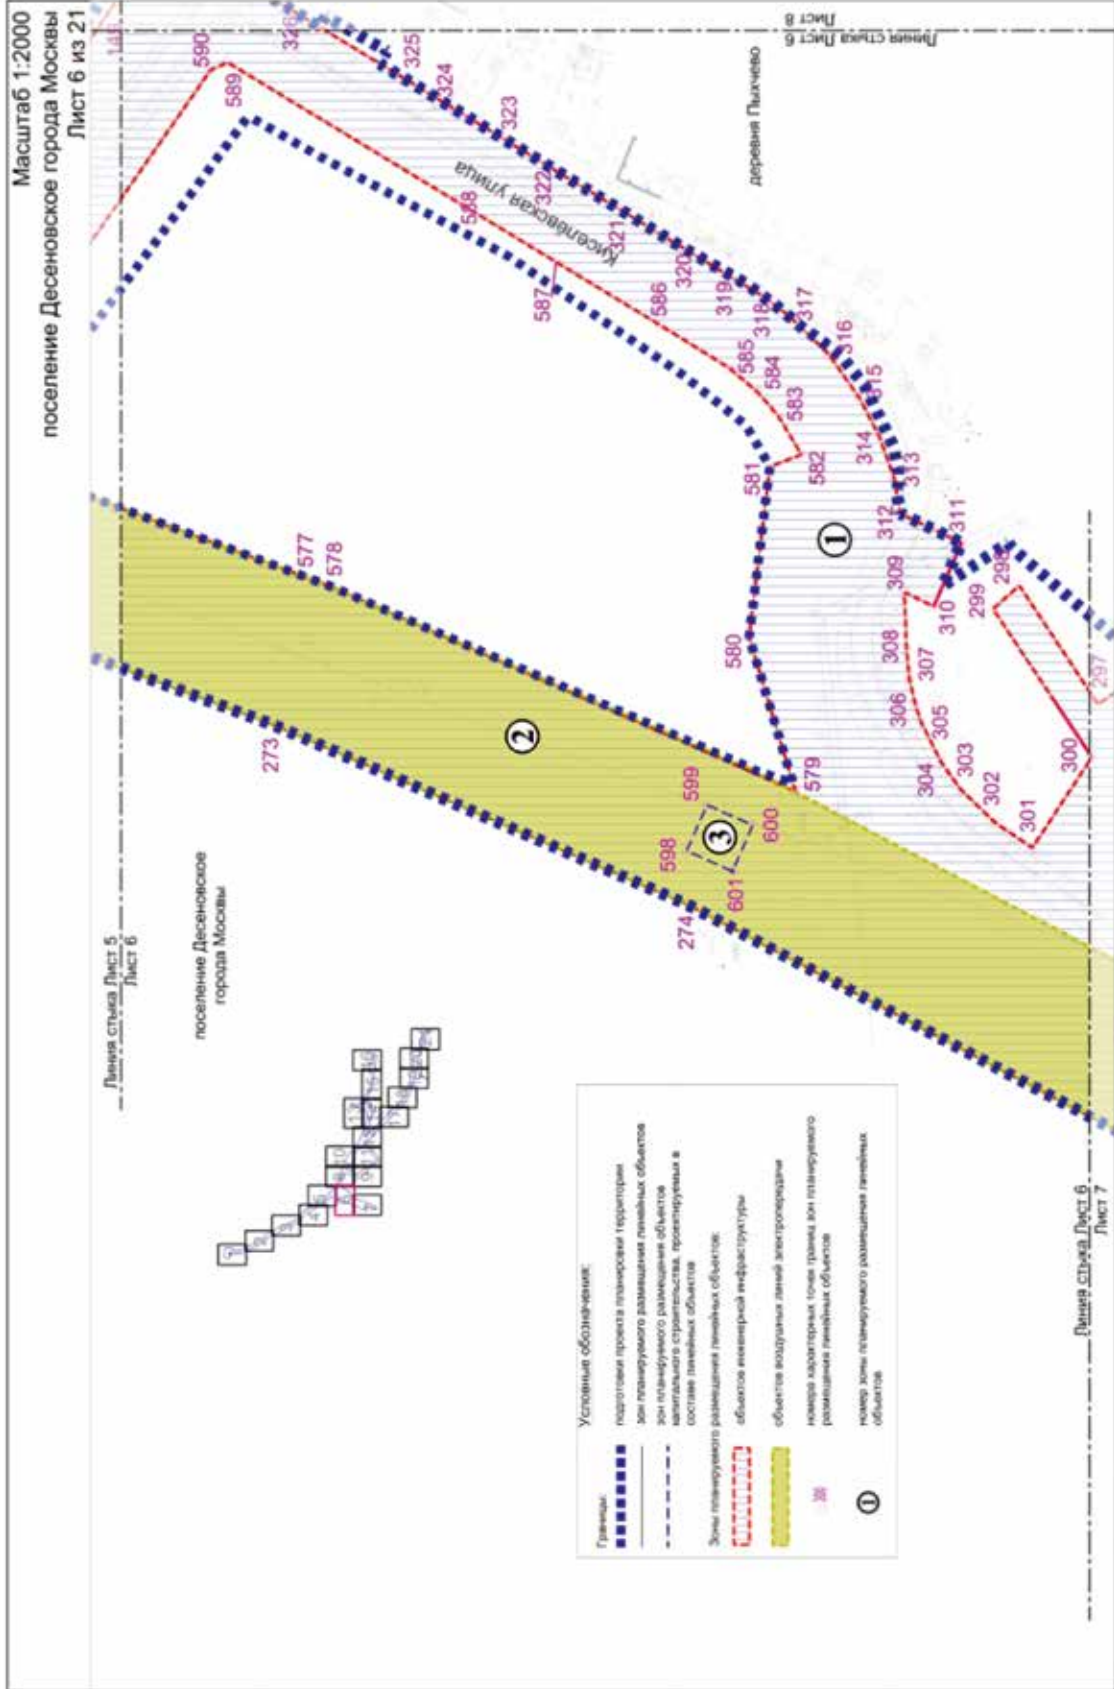 Масштаб 1:2000
поселение Десеновское города Москвы
Лист 6 из 21
Линия стыка Лист 5
Лист 6
поселение Десеновское
города Москвы
273
577
578
2
274
598
599
3
600
601
579
580
581
582
583
584
585
586
587
588
589
590
Киселёвская улица
326
325
324
323
322
321
320
319
318
317
316
315
314
313
312
311
310
309
308
307
306
305
304
303
302
301
300
299
298
297
1
деревня Пыхчево
Линия стыка Лист 6
Лист 8
Условные обозначения:
Границы:
подготовки проекта планировки территории
зон планируемого размещения линейных объектов
зон планируемого размещения объектов
капитального строительства, проектируемых в
составе линейных объектов
Зоны планируемого размещения линейных объектов:
объектов инженерной инфраструктуры
объектов воздушных линий электропередачи
номера характерных точек границ зон планируемого
размещения линейных объектов
1
номер зоны планируемого размещения линейных
объектов
Линия стыка Лист 6
Лист 7